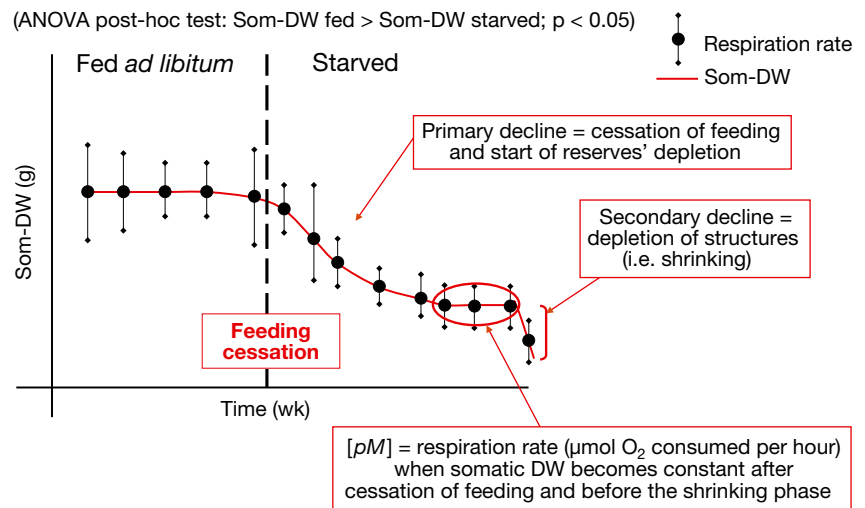 (ANOVA post-hoc test: Som-DW fed > Som-DW starved; p < 0.05)
Respiration rate
Som-DW
Fed ad libitum
Starved
Primary decline = cessation of feeding
and start of reserves’ depletion
Secondary decline =
depletion of structures
(i.e. shrinking)
Som-DW (g)
Feeding
cessation
Time (wk)
[pM] = respiration rate (µmol O₂ consumed per hour)
when somatic DW becomes constant after
cessation of feeding and before the shrinking phase